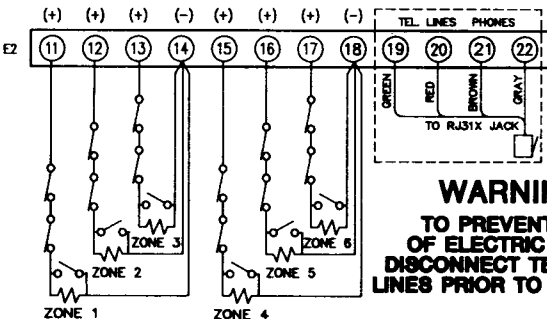 (+) (+) (+) (-) (+) (+) (+) (-)
TEL. LINES PHONES
E2 11 12 13 14 15 16 17 18 19 20 21 22
GREEN RED BROWN GRAY
TO RJ31X JACK
ZONE 3 ZONE 6
ZONE 2 ZONE 5
ZONE 1 ZONE 4
TO PREVENT
OF ELECTRIC
DISCONNECT TE
LINES PRIOR TO